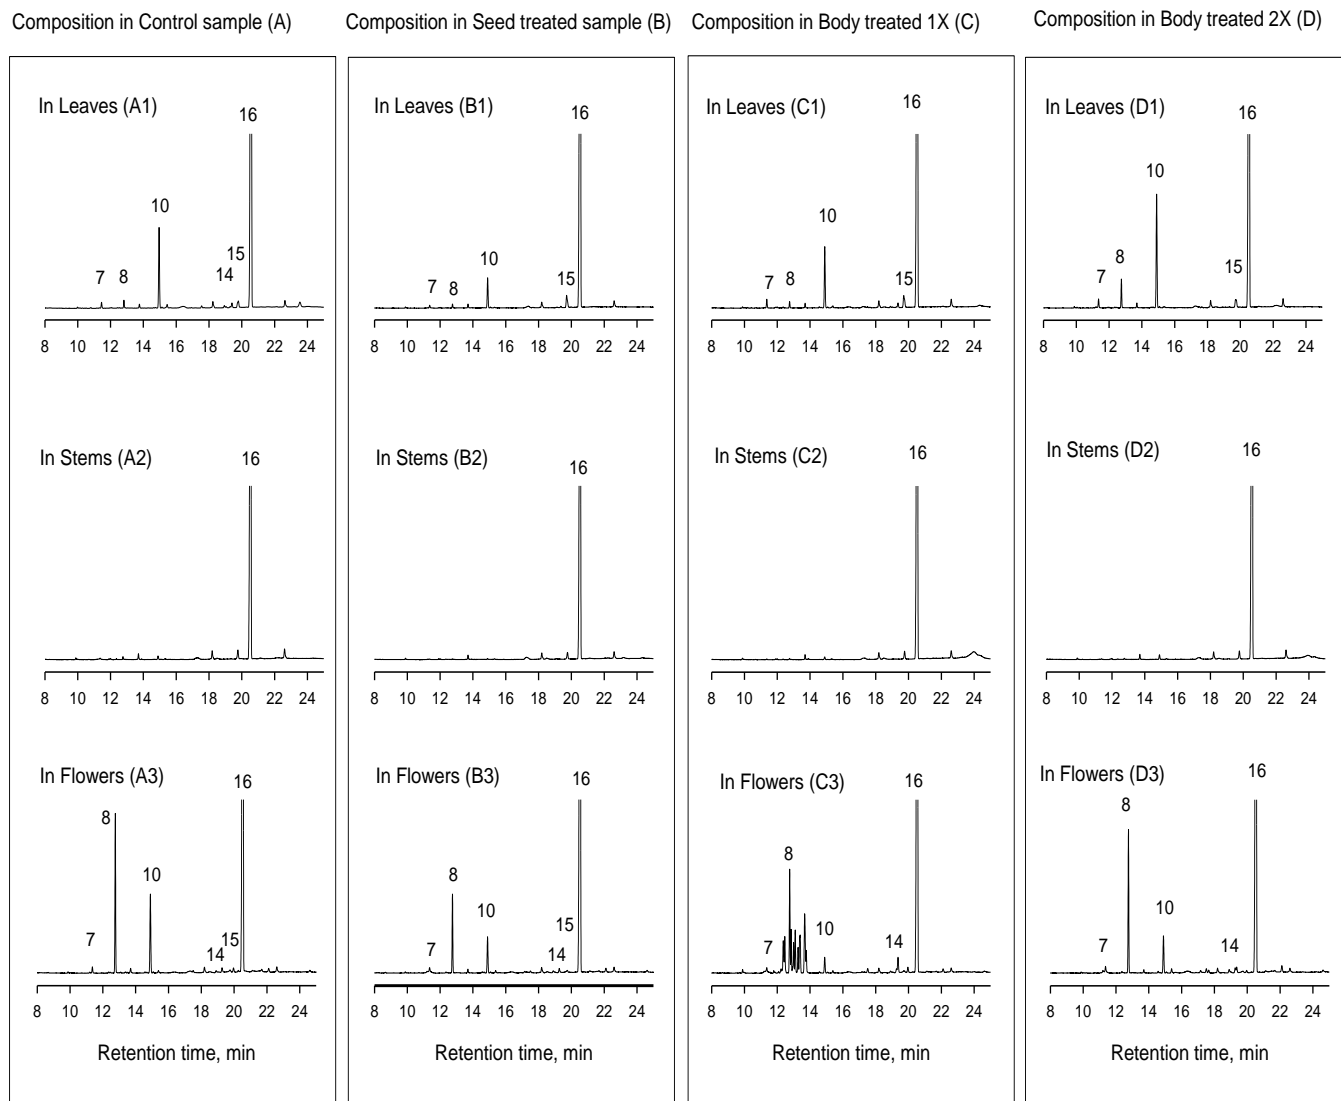 Composition in Control sample (A)
In Leaves (A1)
16
10
7 8 14 15
8 10 12 14 16 18 20 22 24
In Stems (A2)
16
8 10 12 14 16 18 20 22 24
In Flowers (A3)
16
8
10
7 14 15
8 10 12 14 16 18 20 22 24
Retention time, min
Composition in Seed treated sample (B)
In Leaves (B1)
16
10
7 8 15
8 10 12 14 16 18 20 22 24
In Stems (B2)
16
8 10 12 14 16 18 20 22 24
In Flowers (B3)
16
8
10
7 14 15
8 10 12 14 16 18 20 22 24
Retention time, min
Composition in Body treated 1X (C)
In Leaves (C1)
16
10
7 8 15
8 10 12 14 16 18 20 22 24
In Stems (C2)
16
8 10 12 14 16 18 20 22 24
In Flowers (C3)
16
8
7 10 14
8 10 12 14 16 18 20 22 24
Retention time, min
Composition in Body treated 2X (D)
In Leaves (D1)
16
10
7 8 15
8 10 12 14 16 18 20 22 24
In Stems (D2)
16
8 10 12 14 16 18 20 22 24
In Flowers (D3)
16
8
10
7 14
8 10 12 14 16 18 20 22 24
Retention time, min